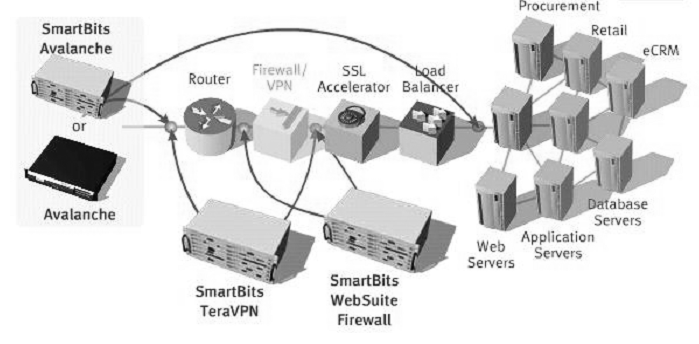 Procurement
SmartBits
Avalanche
Retail
eCRM
Router
Firewall/
VPN
SSL
Accelerator
Load
Balancer
or
Avalanche
Database
Servers
Web
Servers
Application
Servers
SmartBits
TeraVPN
SmartBits
WebSuite
Firewall